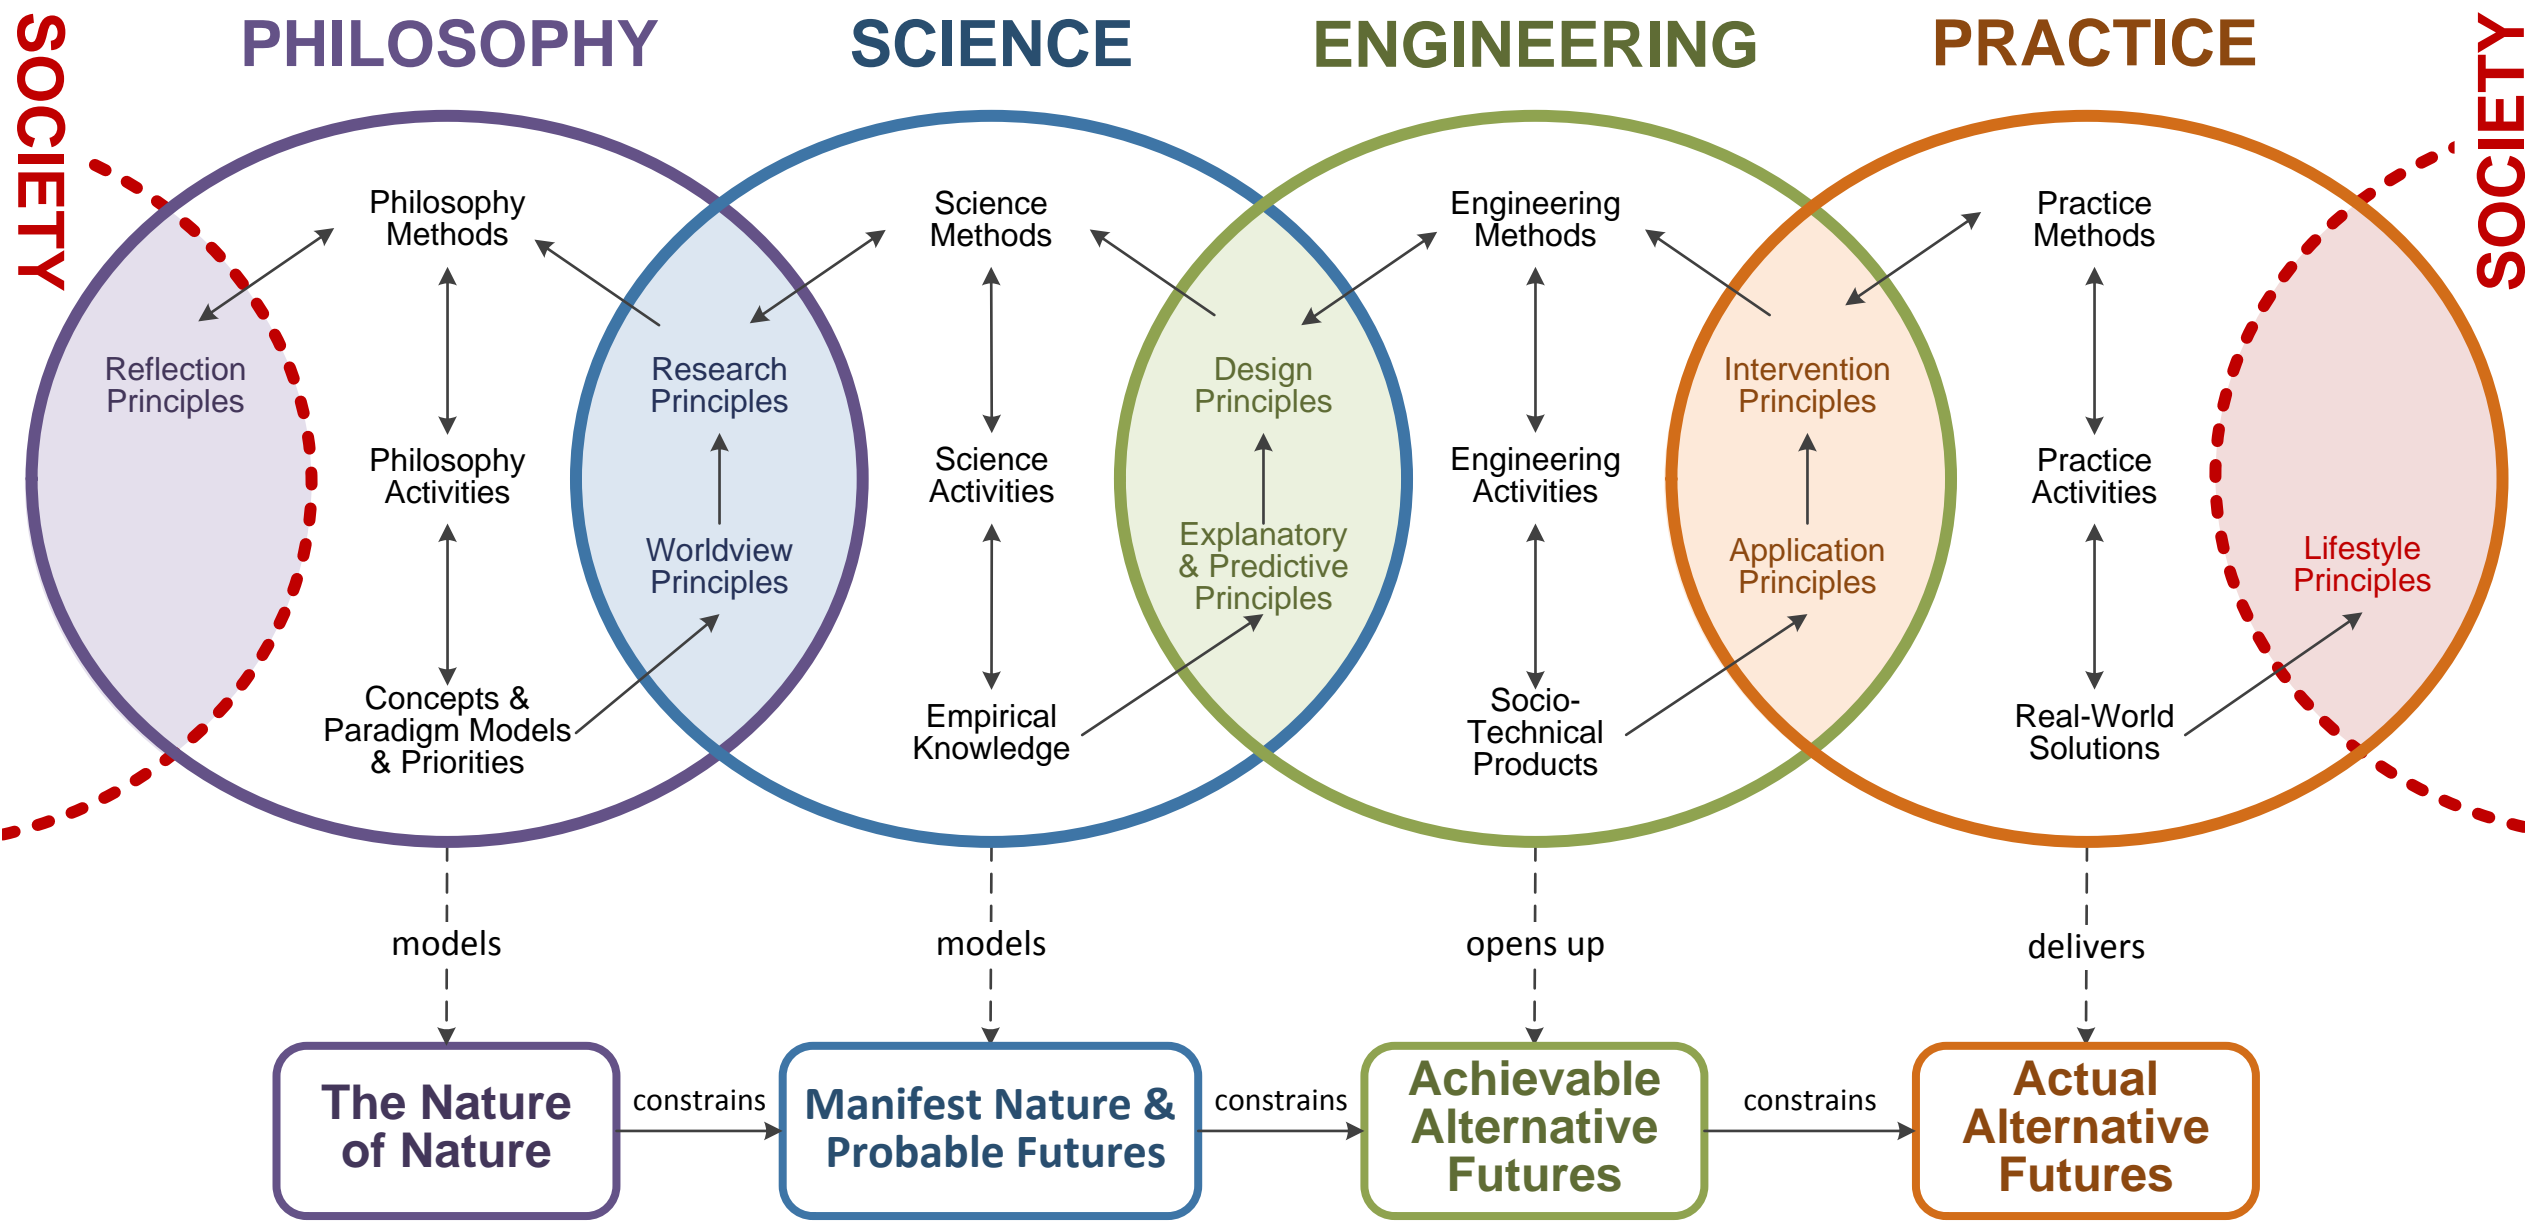 SOCIETY
PHILOSOPHY
SCIENCE
ENGINEERING
PRACTICE
SOCIETY
Philosophy
Methods
Science
Methods
Engineering
Methods
Practice
Methods
Reflection
Principles
Research
Principles
Design
Principles
Intervention
Principles
Philosophy
Activities
Science
Activities
Engineering
Activities
Practice
Activities
Worldview
Principles
Explanatory
& Predictive
Principles
Application
Principles
Lifestyle
Principles
Concepts &
Paradigm Models
& Priorities
Empirical
Knowledge
Socio-
Technical
Products
Real-World
Solutions
models
models
opens up
delivers
The Nature
of Nature
constrains
Manifest Nature &
Probable Futures
constrains
Achievable
Alternative
Futures
constrains
Actual
Alternative
Futures